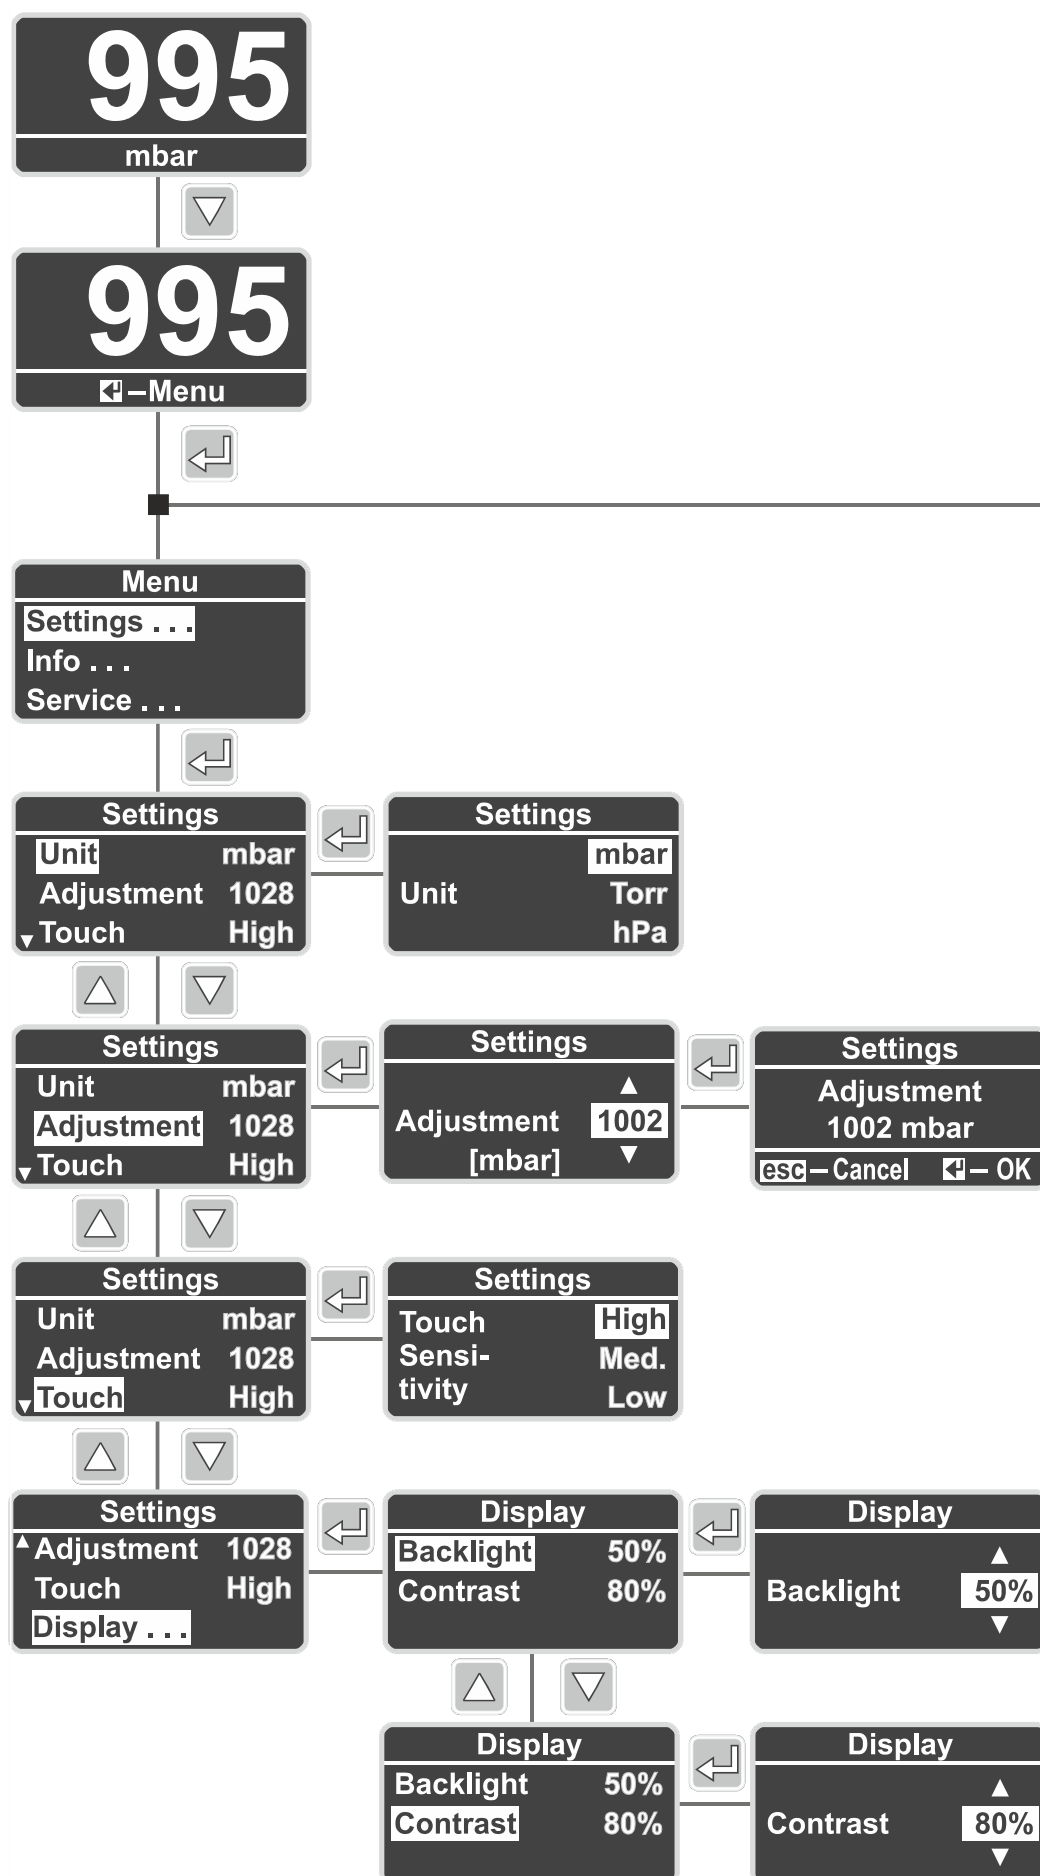 995
mbar
995
–Menu
Menu
Settings . . .
Info . . .
Service . . .
Settings
Unit mbar
Adjustment 1028
Touch High
Settings
mbar
Unit Torr
hPa
Settings
Unit mbar
Adjustment 1028
Touch High
Settings
Adjustment 1002
[mbar]
Settings
Adjustment
1002 mbar
esc – Cancel – OK
Settings
Unit mbar
Adjustment 1028
Touch High
Settings
Touch High
Sensi- Med.
tivity Low
Settings
Adjustment 1028
Touch High
Display . . .
Display
Backlight 50%
Contrast 80%
Display
Backlight 50%
Display
Backlight 50%
Contrast 80%
Display
Contrast 80%